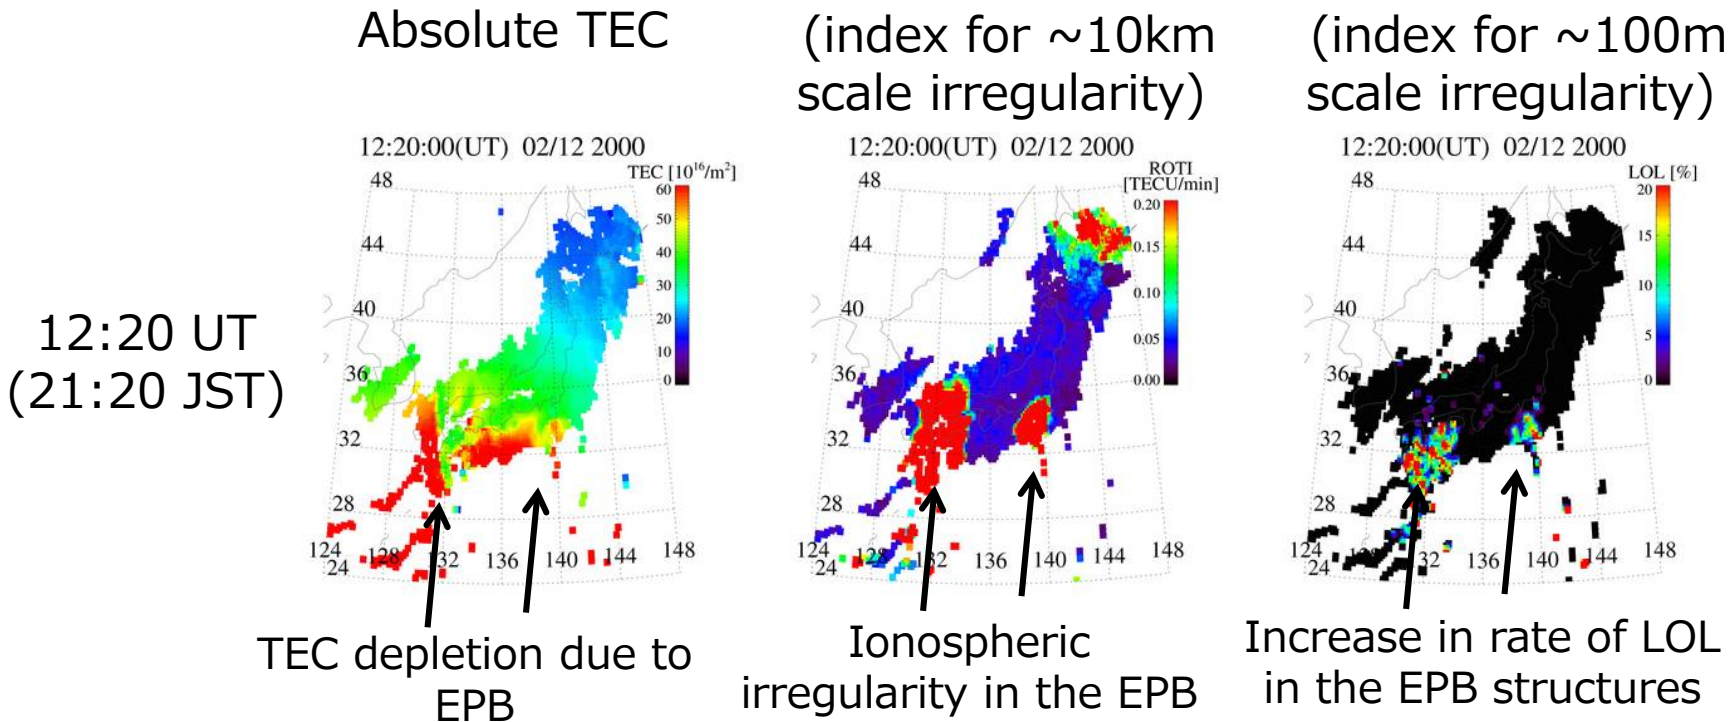 Absolute TEC
(index for ~10km
scale irregularity)
(index for ~100m
scale irregularity)
12:20 UT
(21:20 JST)
12:20:00(UT) 02/12 2000
TEC [10¹⁶/m²]
60
50
40
30
20
10
0
48
44
40
36
32
28
24
124
128
132
136
140
144
148
12:20:00(UT) 02/12 2000
ROTI
[TECU/min]
0.20
0.15
0.10
0.05
0.00
48
44
40
36
32
28
24
124
128
132
136
140
144
148
12:20:00(UT) 02/12 2000
LOL [%]
20
15
10
5
0
48
44
40
36
32
28
24
124
128
132
136
140
144
148
TEC depletion due to
EPB
Ionospheric
irregularity in the EPB
Increase in rate of LOL
in the EPB structures